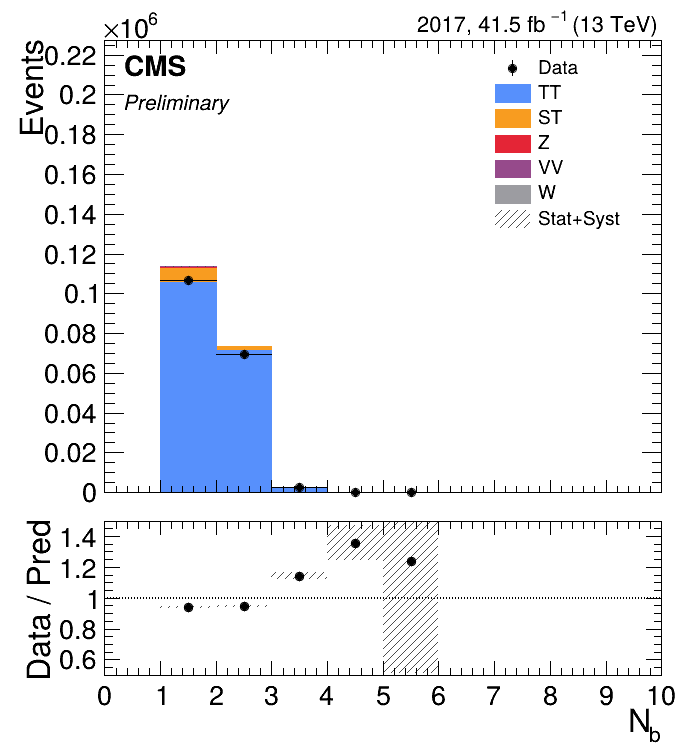 ×10⁶
2017, 41.5 fb⁻¹ (13 TeV)
Events
CMS
Preliminary
Data
TT
ST
Z
VV
W
Stat+Syst
0.22
0.2
0.18
0.16
0.14
0.12
0.1
0.08
0.06
0.04
0.02
0
Data / Pred
1.4
1.2
1
0.8
0.6
0 1 2 3 4 5 6 7 8 9 10
N_b